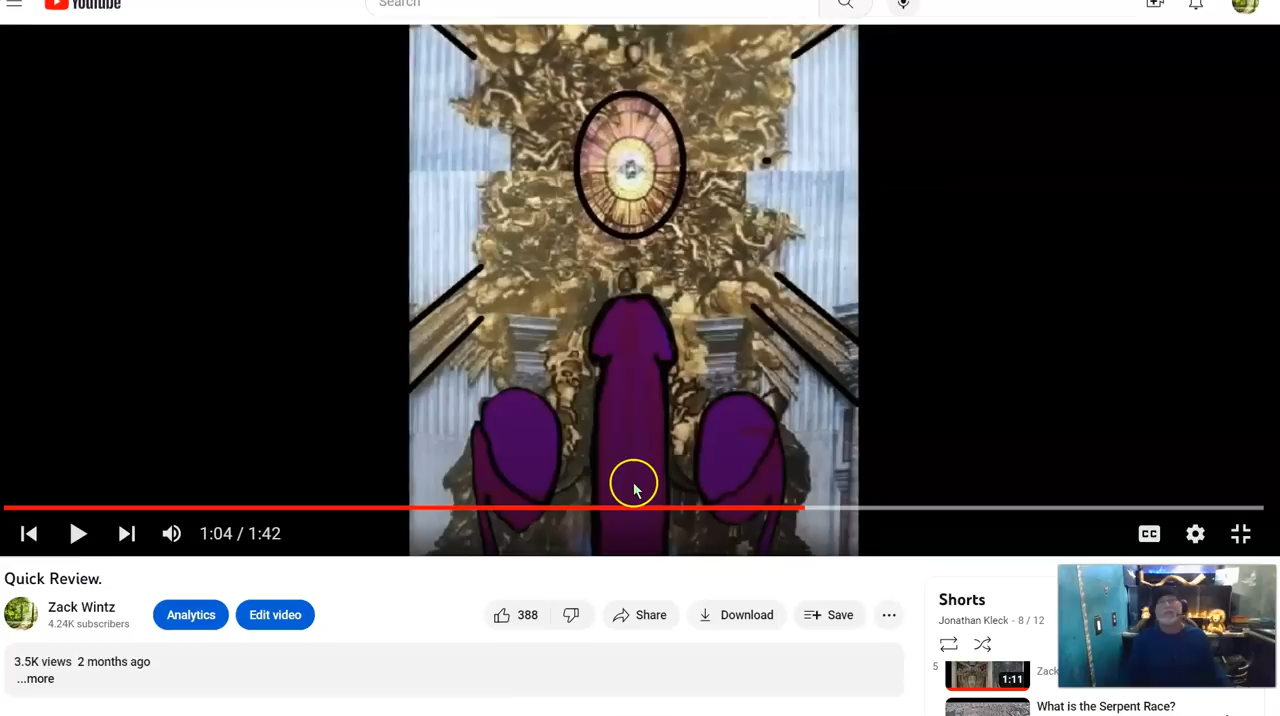 YouTube
Search
1:04 / 1:42
CC
Quick Review.
Zack Wintz
4.24K subscribers
Analytics
Edit video
388
Share
Download
Save
3.5K views 2 months ago
...more
Shorts
Jonathan Kleck - 8 / 12
5
1:11
Zack
What is the Serpent Race?